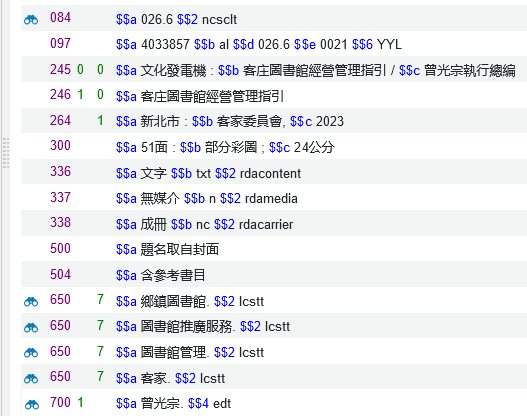 084 $$a 026.6 $$2 ncsclt
097 $$a 4033857 $$b al $$d 026.6 $$e 0021 $$6 YYL
245 0 0 $$a 文化發電機 : $$b 客庄圖書館經營管理指引 / $$c 曾光宗執行總編
246 1 0 $$a 客庄圖書館經營管理指引
264 1 $$a 新北市 : $$b 客家委員會, $$c 2023
300 $$a 51面 : $$b 部分彩圖 ; $$c 24公分
336 $$a 文字 $$b txt $$2 rdacontent
337 $$a 無媒介 $$b n $$2 rdamedia
338 $$a 成冊 $$b nc $$2 rdacarrier
500 $$a 題名取自封面
504 $$a 含參考書目
650 7 $$a 鄉鎮圖書館. $$2 lcstt
650 7 $$a 圖書館推廣服務. $$2 lcstt
650 7 $$a 圖書館管理. $$2 lcstt
650 7 $$a 客家. $$2 lcstt
700 1 $$a 曾光宗. $$4 edt